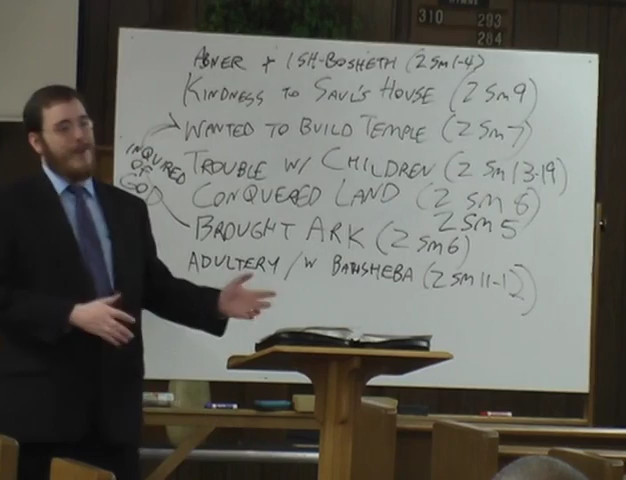 310 293
284
ABNER + ISH-BOSHETH (2 Sm 1-4)
KINDNESS TO SAUL'S HOUSE (2 Sm 9)
WANTED TO BUILD TEMPLE (2 Sm 7)
INQUIRED
OF
GOD
TROUBLE W/ CHILDREN (2 Sm 13-19)
CONQUERED LAND (2 Sm 8)
2 Sm 5
BROUGHT ARK (2 Sm 6)
ADULTERY /W BATHSHEBA (2 Sm 11-12)